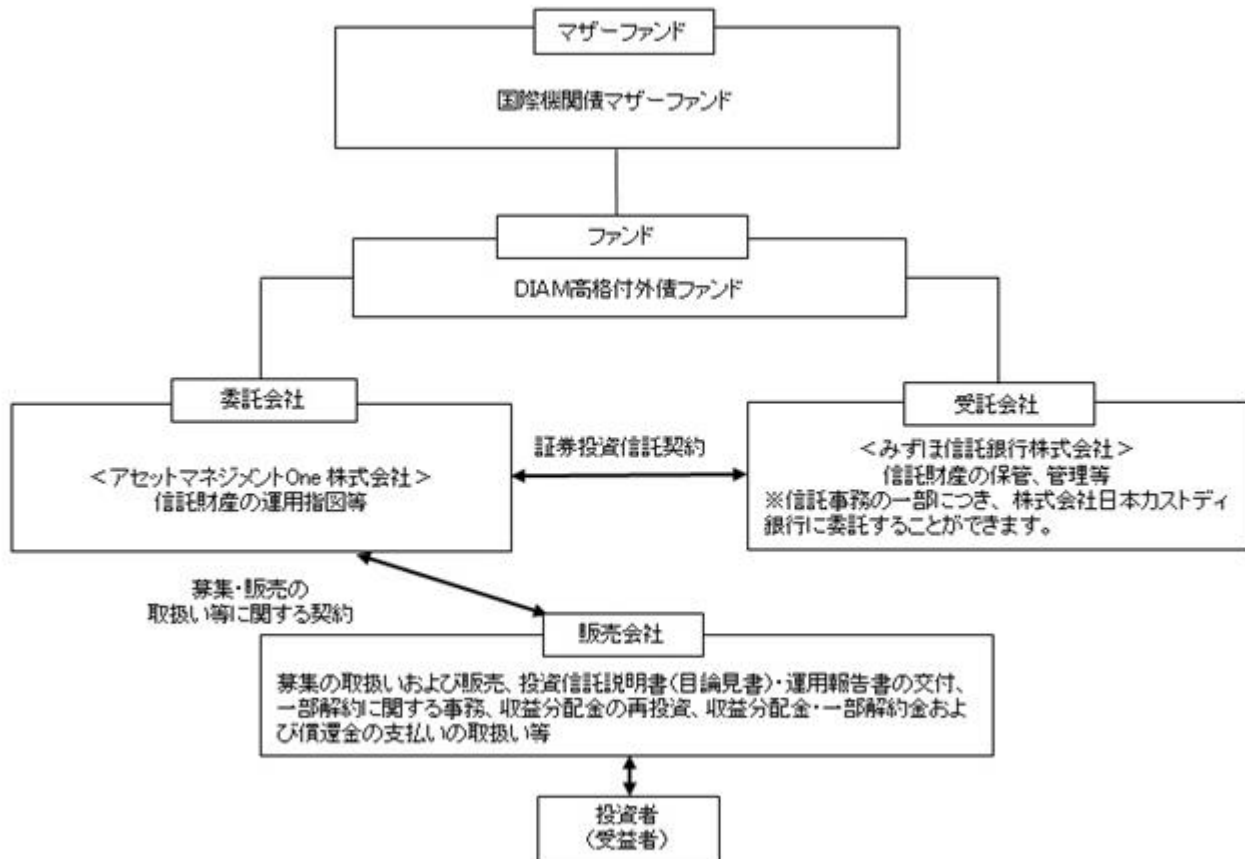 マザーファンド
国際機関債マザーファンド
ファンド
DIAM高格付外債ファンド
委託会社
<アセットマネジメントOne 株式会社>
信託財産の運用指図等
証券投資信託契約
受託会社
<みずほ信託銀行株式会社>
信託財産の保管、管理等
※信託事務の一部につき、株式会社日本カストディ
銀行に委託することができます。
募集・販売の
取扱い等に関する契約
販売会社
募集の取扱いおよび販売、投資信託説明書(目論見書)・運用報告書の交付、
一部解約に関する事務、収益分配金の再投資、収益分配金・一部解約金およ
び償還金の支払いの取扱い等
投資者
(受益者)